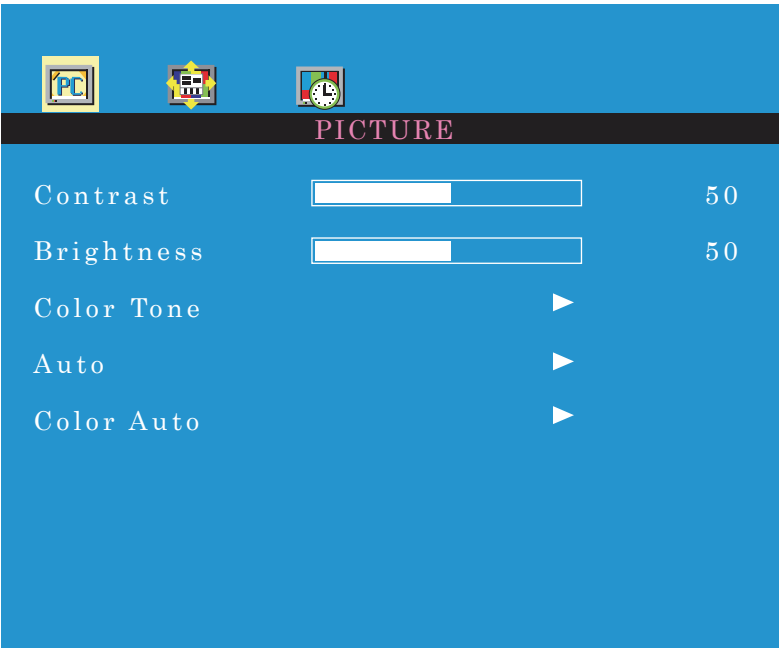 PC
PICTURE
Contrast 50
Brightness 50
Color Tone
Auto
Color Auto